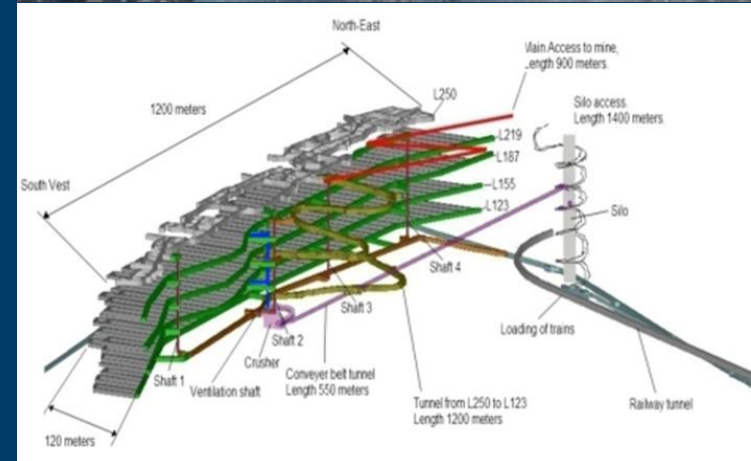 North-East
Main Access to mine,
Length 900 meters.
L250
Silo access.
Length 1400 meters.
1200 meters
L219
L187
South Vest
L155
L123
Silo
Shaft 4
Shaft 3
Loading of trains
Shaft 2
Crusher
Shaft 1
Ventilation shaft
Conveyer belt tunnel
Length 550 meters
Tunnel from L250 to L123
Length 1200 meters
Railway tunnel
120 meters